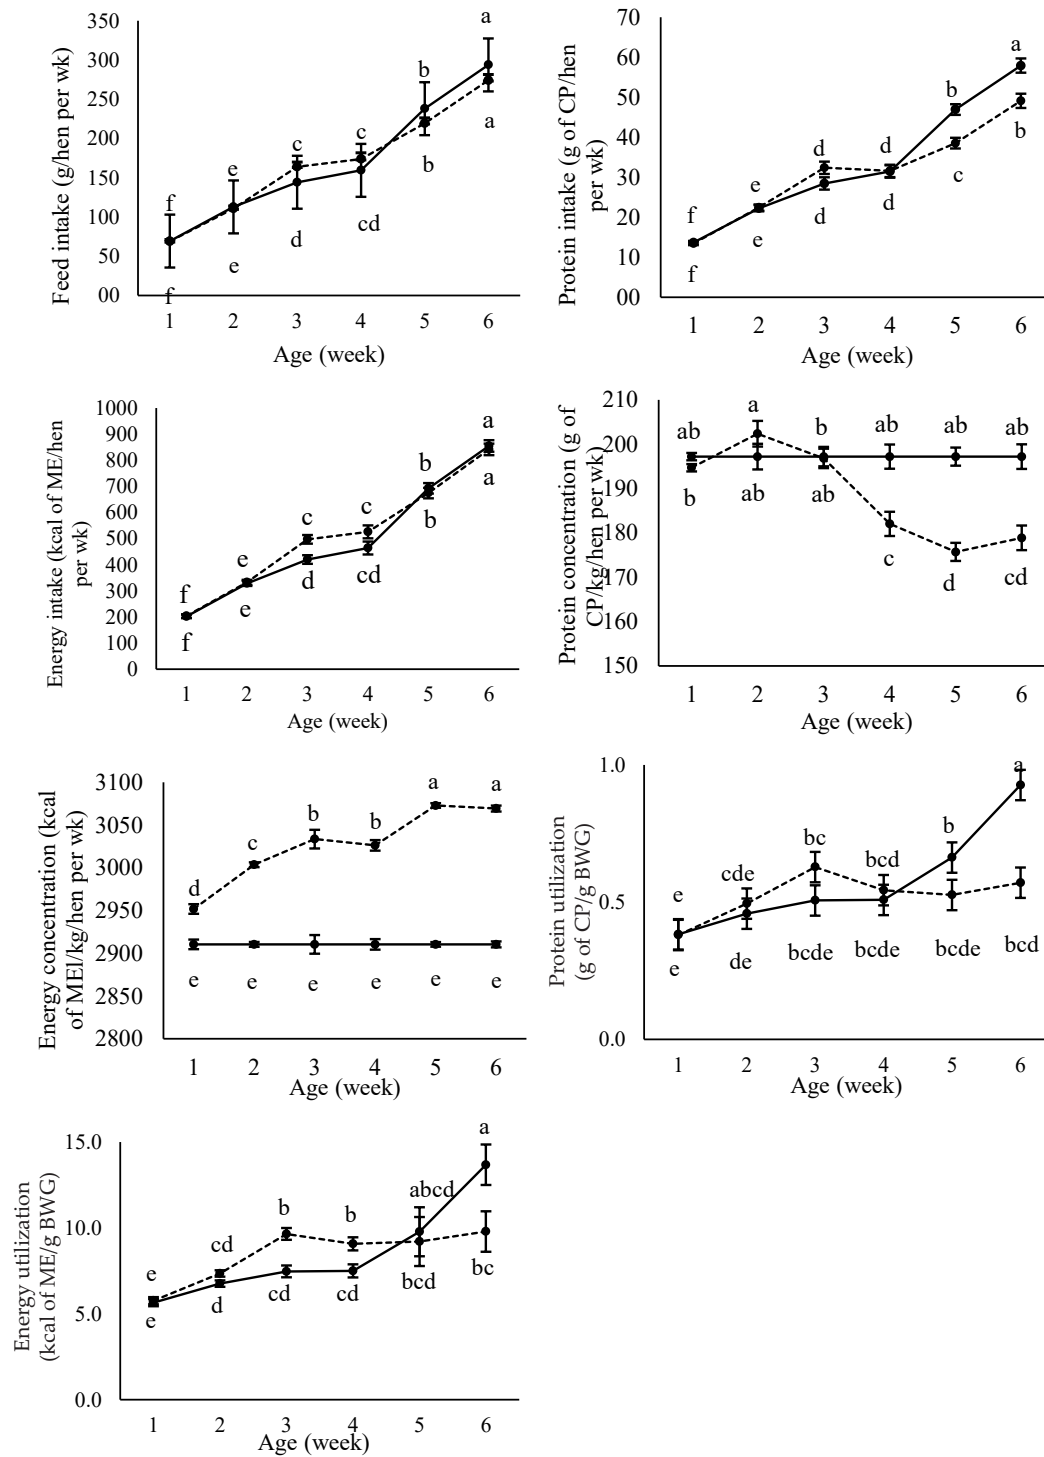 350
300
250
200
150
100
50
00
Feed intake (g/hen per wk)
a
b
c
c
e
f
a
b
cd
d
e
f
1 2 3 4 5 6
Age (week)
70
60
50
40
30
20
10
00
Protein intake (g of CP/hen
per wk)
a
b
d
d
e
f
b
c
d
d
e
f
1 2 3 4 5 6
Age (week)
1000
900
800
700
600
500
400
300
200
100
0
Energy intake (kcal of ME/hen
per wk)
a
b
c
c
e
f
a
b
cd
d
e
f
1 2 3 4 5 6
Age (week)
210
200
190
180
170
160
150
Protein concentration (g of
CP/kg/hen per wk)
ab a b ab ab ab
b ab ab c d cd
1 2 3 4 5 6
Age (week)
3100
3050
3000
2950
2900
2850
2800
Energy concentration (kcal
of MEl/kg/hen per wk)
d c b b a a
e e e e e e
1 2 3 4 5 6
Age (week)
1.0
0.5
0.0
Protein utilization
(g of CP/g BWG)
e cde bc bcd b a
e de bcde bcde bcde bcd
1 2 3 4 5 6
Age (week)
15.0
10.0
5.0
0.0
Energy utilization
(kcal of ME/g BWG)
e cd b b abcd a
e d cd cd bcd bc
1 2 3 4 5 6
Age (week)